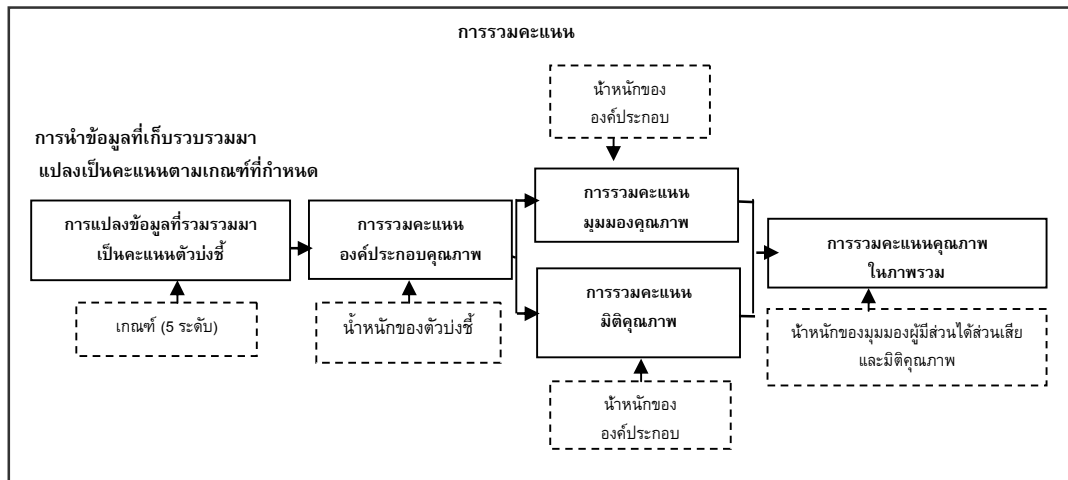 การรวมคะแนน
น้ำหนักของ
องค์ประกอบ
การนำข้อมูลที่เก็บรวบรวมมา
แปลงเป็นคะแนนตามเกณฑ์ที่กำหนด
การแปลงข้อมูลที่รวมรวมมา
เป็นคะแนนตัวบ่งชี้
การรวมคะแนน
องค์ประกอบคุณภาพ
การรวมคะแนน
มุมมองคุณภาพ
การรวมคะแนน
มิติคุณภาพ
การรวมคะแนนคุณภาพ
ในภาพรวม
เกณฑ์ (5 ระดับ)
น้ำหนักของตัวบ่งชี้
น้ำหนักของ
องค์ประกอบ
น้ำหนักของมุมมองผู้มีส่วนได้ส่วนเสีย
และมิติคุณภาพ